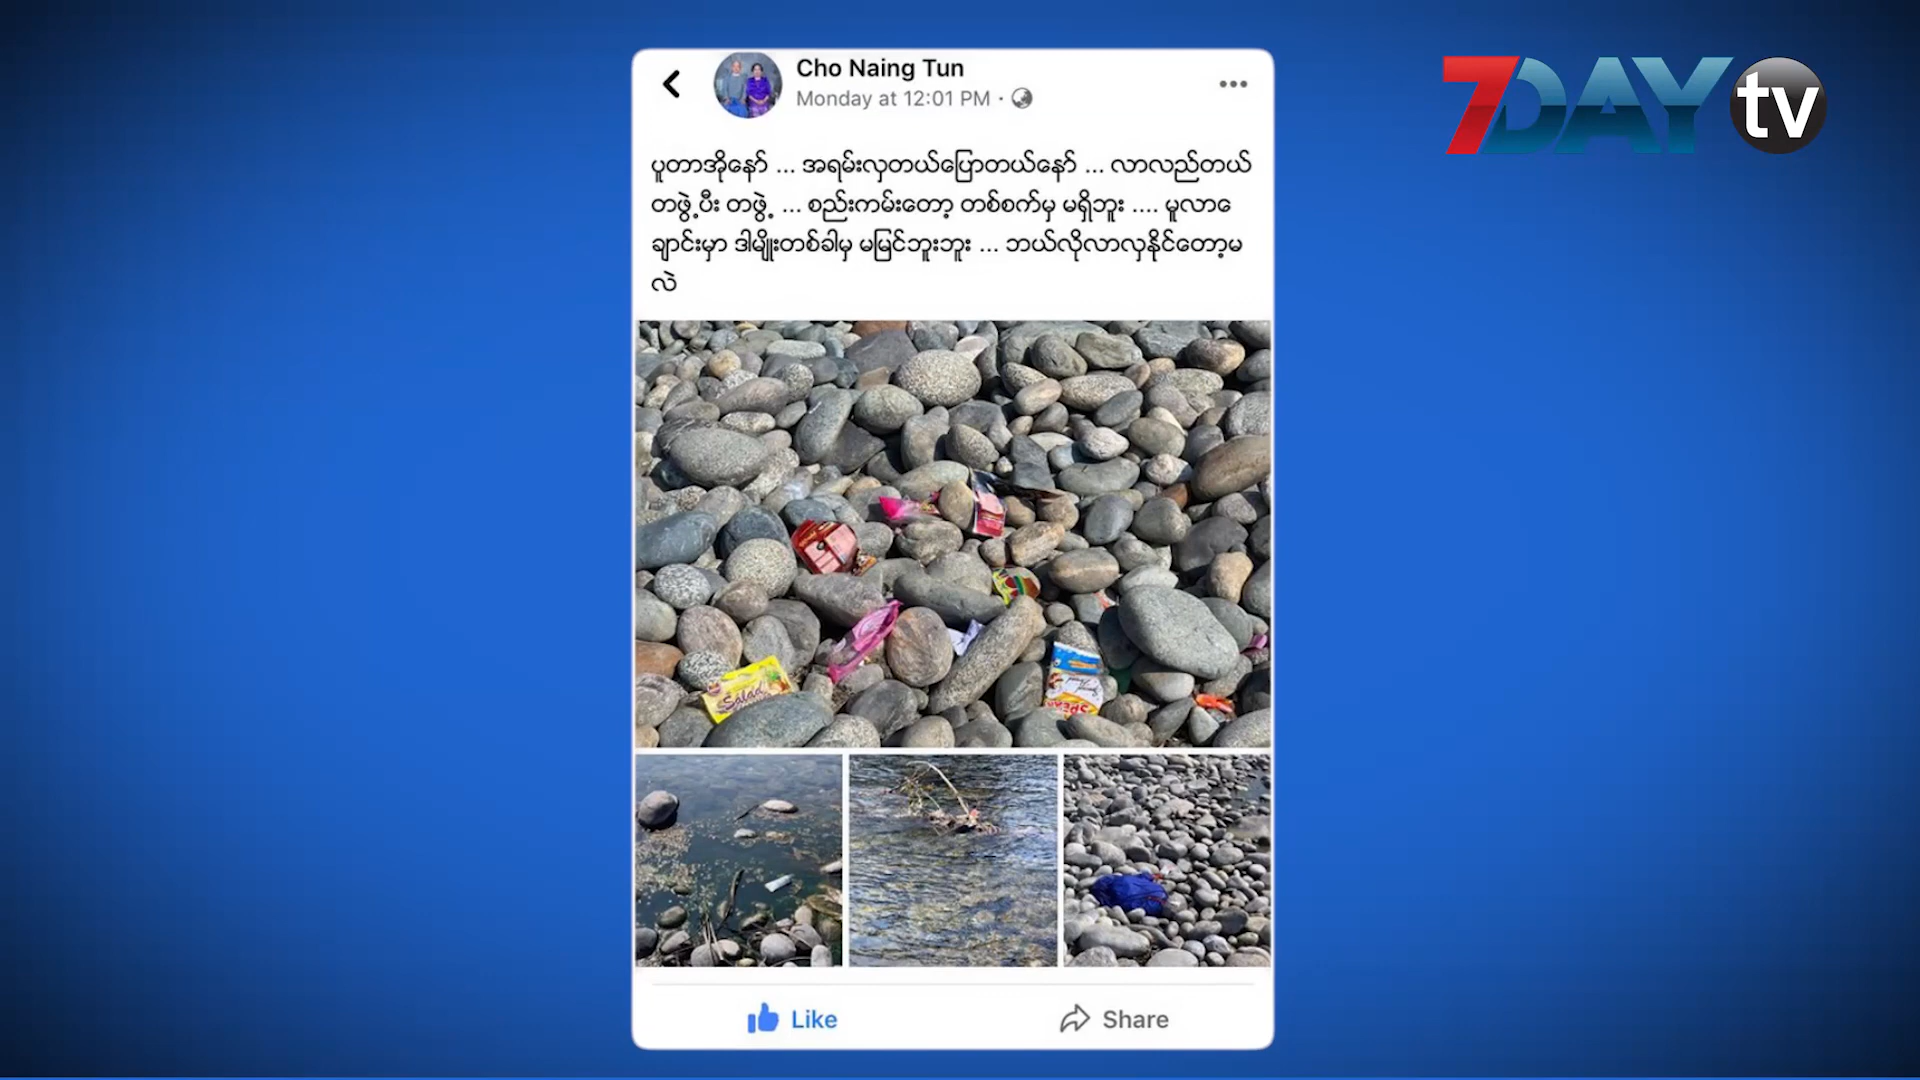 7DAY tv
Cho Naing Tun
Monday at 12:01 PM ·
ပူတာအိုနော် ... အရမ်းလှတယ်ပြောတယ်နော် ... လာလည်တယ်
တဖွဲ့ပီး တဖွဲ့ ... စည်းကမ်းတော့ တစ်စက်မှ မရှိဘူး .... မူလာခေ
ျာင်းမှာ ဒါမျိုးတစ်ခါမှ မမြင်ဘူးဘူး ... ဘယ်လိုလာလှနိုင်တော့မ
လဲ
Salad
Like
Share